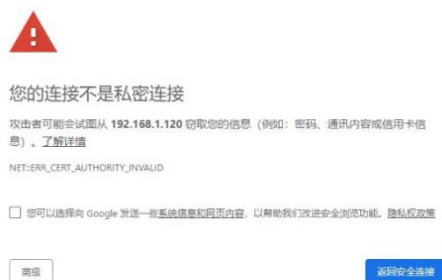 您的连接不是私密连接
攻击者可能会试图从 192.168.1.120 窃取您的信息（例如：密码、通讯内容或信用卡信
息）。了解详情
NET::ERR_CERT_AUTHORITY_INVALID
您可以选择向 Google 发送一些系统信息和网页内容，以帮助我们改进安全浏览功能。隐私权政策
高级
返回安全连接